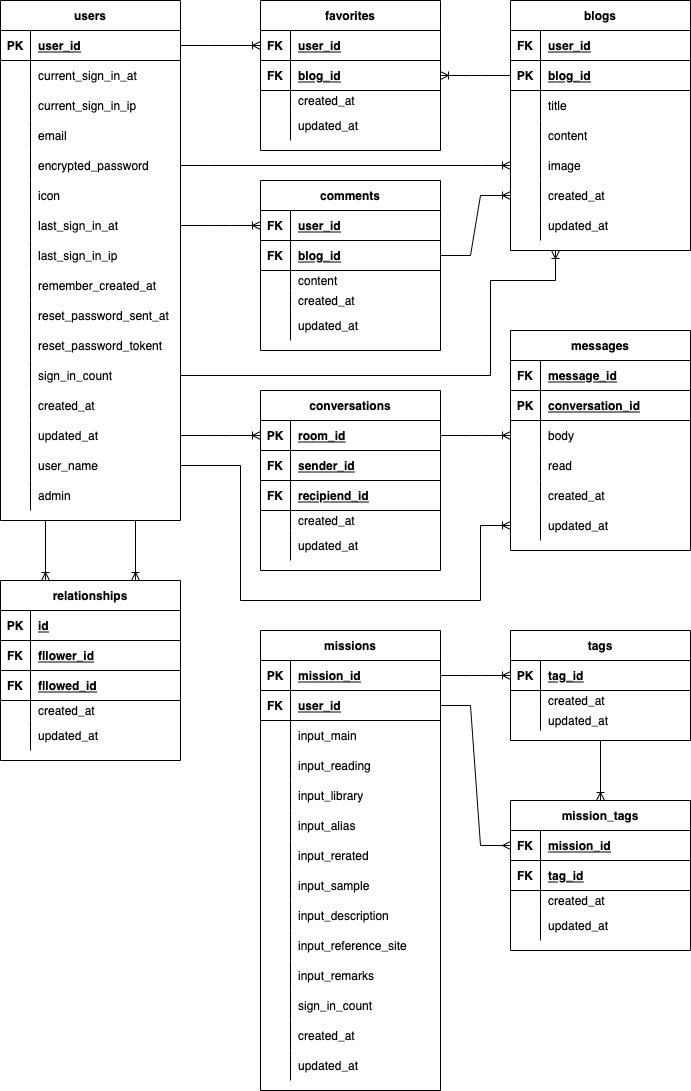 users
PK user_id
current_sign_in_at
current_sign_in_ip
email
encrypted_password
icon
last_sign_in_at
last_sign_in_ip
remember_created_at
reset_password_sent_at
reset_password_tokent
sign_in_count
created_at
updated_at
user_name
admin
favorites
FK user_id
FK blog_id
created_at
updated_at
blogs
FK user_id
PK blog_id
title
content
image
created_at
updated_at
comments
FK user_id
FK blog_id
content
created_at
updated_at
messages
FK message_id
PK conversation_id
body
read
created_at
updated_at
conversations
PK room_id
FK sender_id
FK recipiend_id
created_at
updated_at
relationships
PK id
FK fllower_id
FK fllowed_id
created_at
updated_at
missions
PK mission_id
FK user_id
input_main
input_reading
input_library
input_alias
input_rerated
input_sample
input_description
input_reference_site
input_remarks
sign_in_count
created_at
updated_at
tags
PK tag_id
created_at
updated_at
mission_tags
FK mission_id
FK tag_id
created_at
updated_at